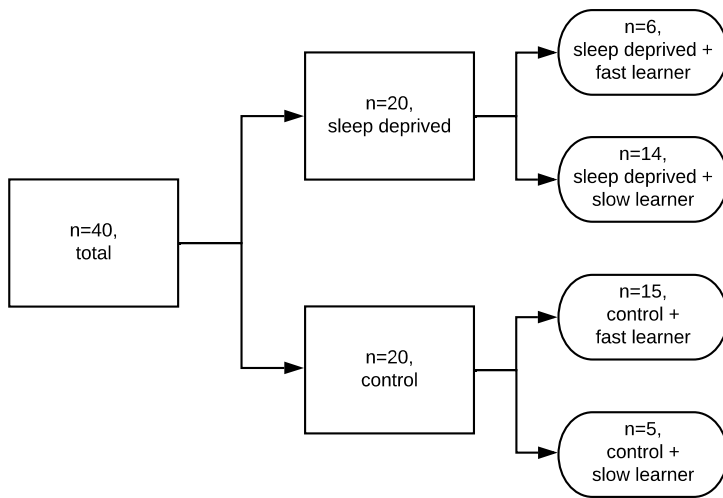 n=40,
total
n=20,
sleep deprived
n=20,
control
n=6,
sleep deprived +
fast learner
n=14,
sleep deprived +
slow learner
n=15,
control +
fast learner
n=5,
control +
slow learner